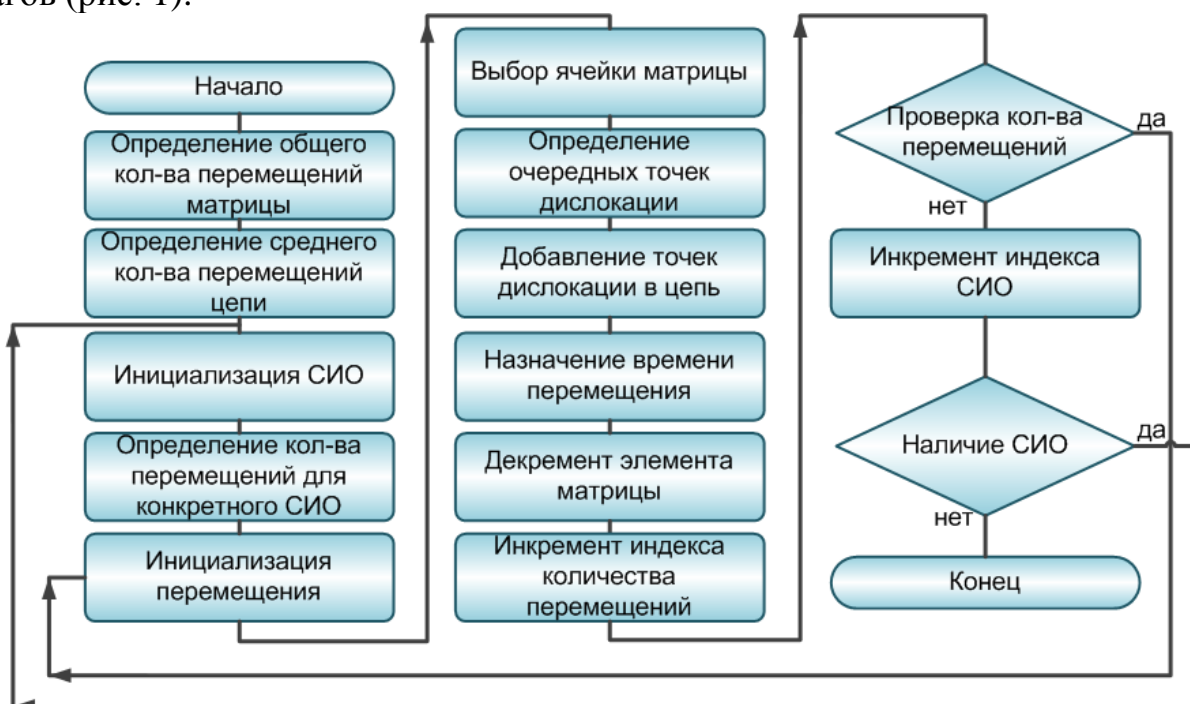 агов (рис. 1).
Начало
Определение общего
кол-ва перемещений
матрицы
Определение среднего
кол-ва перемещений
цепи
Инициализация СИО
Определение кол-ва
перемещений для
конкретного СИО
Инициализация
перемещения
Выбор ячейки матрицы
Определение
очередных точек
дислокации
Добавление точек
дислокации в цепь
Назначение времени
перемещения
Декремент элемента
матрицы
Инкремент индекса
количества
перемещений
Проверка кол-ва
перемещений
да
нет
Инкремент индекса
СИО
Наличие СИО
да
нет
Конец